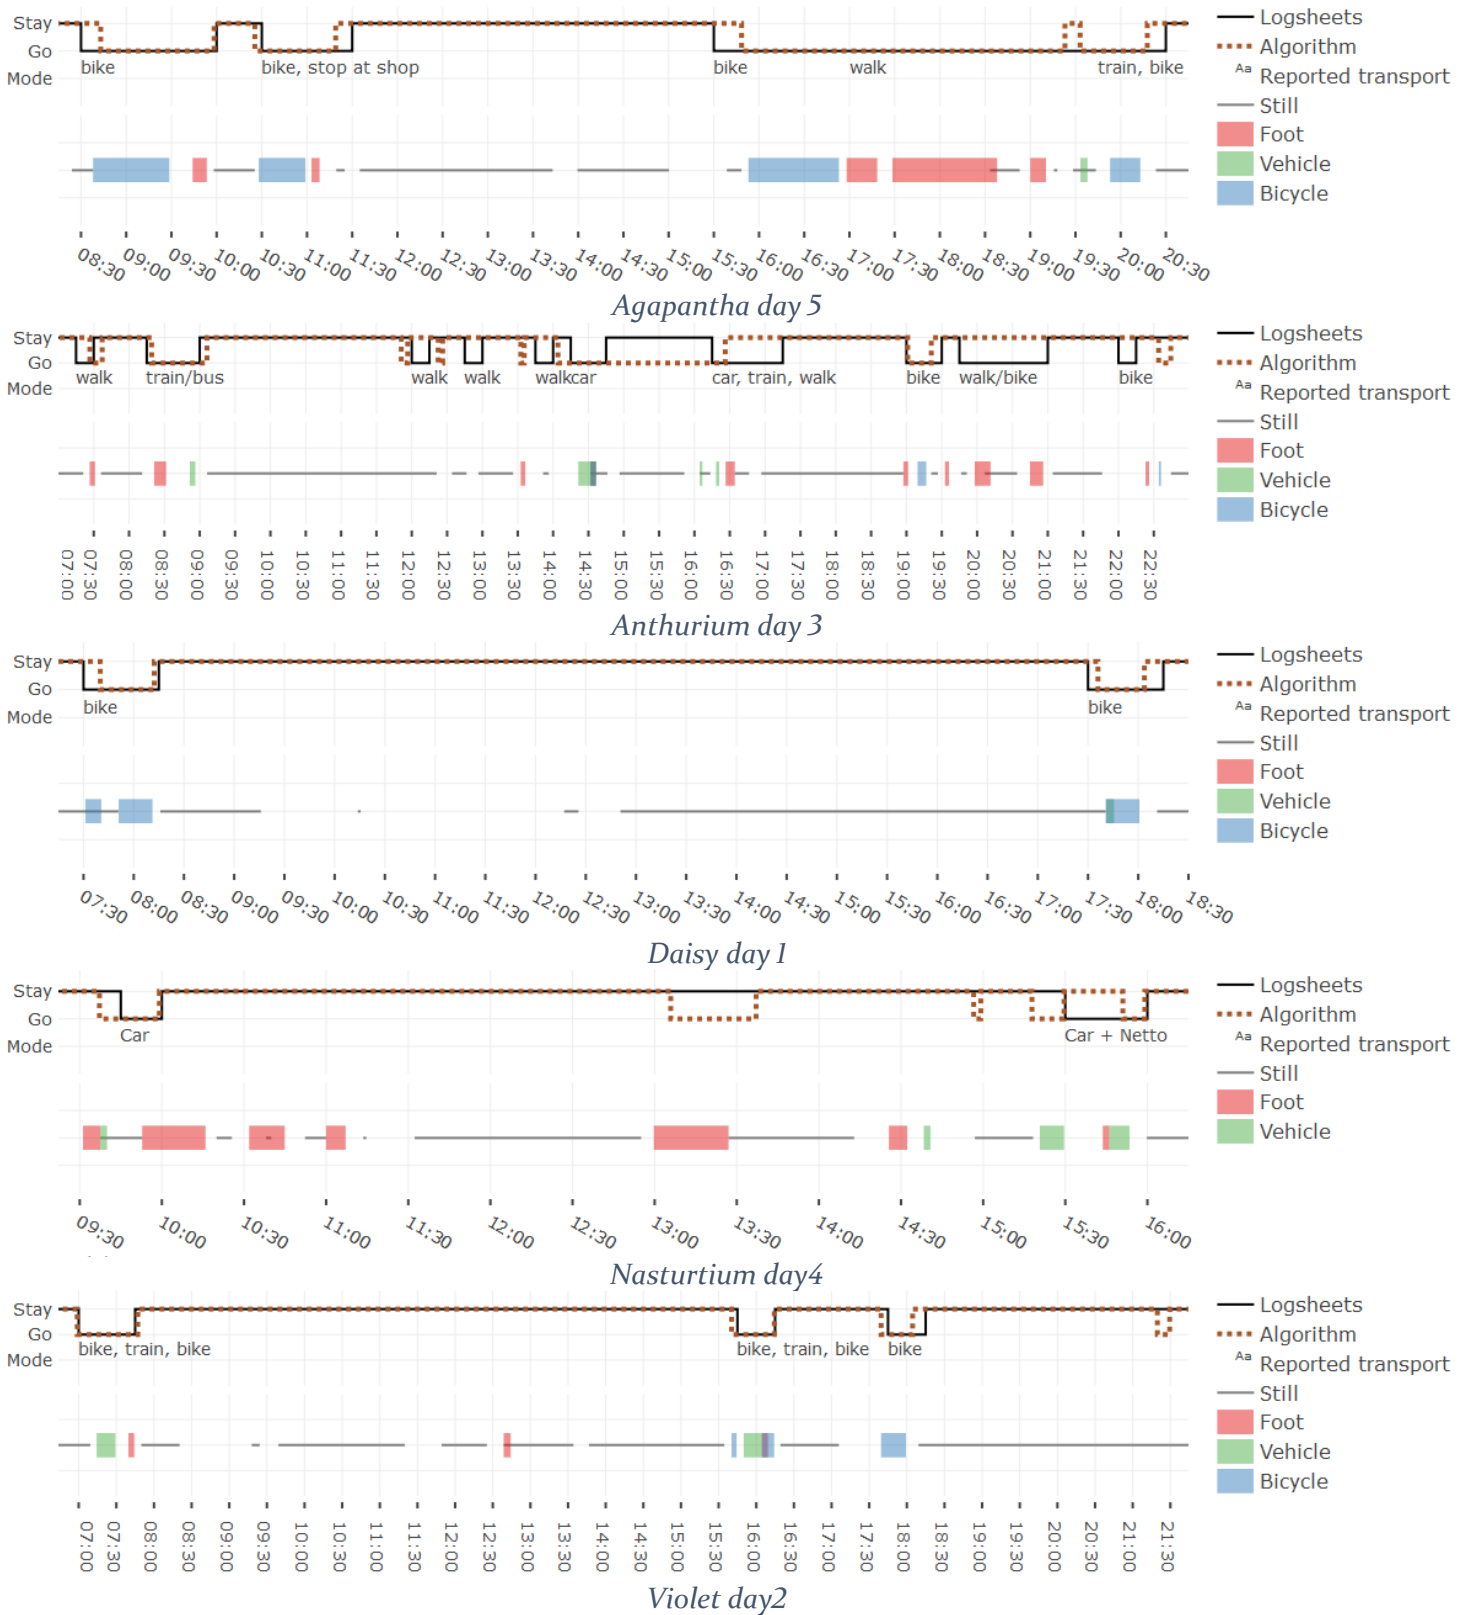 Stay
Go
Mode
bike
bike, stop at shop
bike
walk
train, bike
Logsheets
Algorithm
Aa Reported transport
Still
Foot
Vehicle
Bicycle
08:30 09:00 09:30 10:00 10:30 11:00 11:30 12:00 12:30 13:00 13:30 14:00 14:30 15:00 15:30 16:00 16:30 17:00 17:30 18:00 18:30 19:00 19:30 20:00 20:30
Agapantha day 5
Stay
Go
Mode
walk
train/bus
walk
walk
walk
car
car, train, walk
bike
walk/bike
bike
Logsheets
Algorithm
Aa Reported transport
Still
Foot
Vehicle
Bicycle
07:00 07:30 08:00 08:30 09:00 09:30 10:00 10:30 11:00 11:30 12:00 12:30 13:00 13:30 14:00 14:30 15:00 15:30 16:00 16:30 17:00 17:30 18:00 18:30 19:00 19:30 20:00 20:30 21:00 21:30 22:00 22:30
Anthurium day 3
Stay
Go
Mode
bike
bike
Logsheets
Algorithm
Aa Reported transport
Still
Foot
Vehicle
Bicycle
07:30 08:00 08:30 09:00 09:30 10:00 10:30 11:00 11:30 12:00 12:30 13:00 13:30 14:00 14:30 15:00 15:30 16:00 16:30 17:00 17:30 18:00 18:30
Daisy day 1
Stay
Go
Mode
Car
Car + Netto
Logsheets
Algorithm
Aa Reported transport
Still
Foot
Vehicle
09:30 10:00 10:30 11:00 11:30 12:00 12:30 13:00 13:30 14:00 14:30 15:00 15:30 16:00
Nasturtium day4
Stay
Go
Mode
bike, train, bike
bike, train, bike
bike
Logsheets
Algorithm
Aa Reported transport
Still
Foot
Vehicle
Bicycle
07:00 07:30 08:00 08:30 09:00 09:30 10:00 10:30 11:00 11:30 12:00 12:30 13:00 13:30 14:00 14:30 15:00 15:30 16:00 16:30 17:00 17:30 18:00 18:30 19:00 19:30 20:00 20:30 21:00 21:30
Violet day2